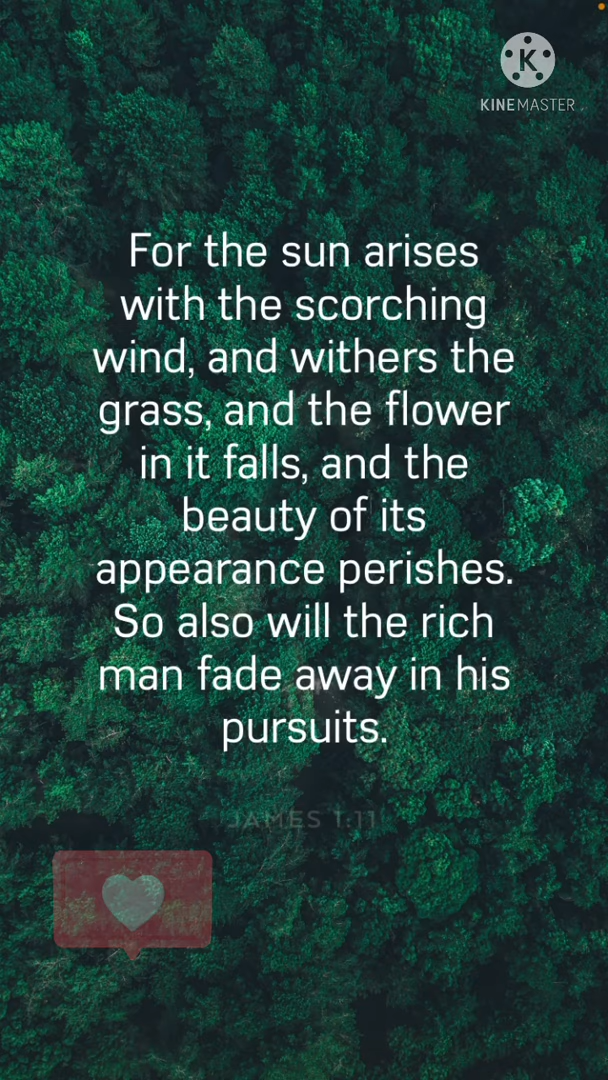 K
KINEMASTER
For the sun arises
with the scorching
wind, and withers the
grass, and the flower
in it falls, and the
beauty of its
appearance perishes.
So also will the rich
man fade away in his
pursuits.
JAMES 1:11